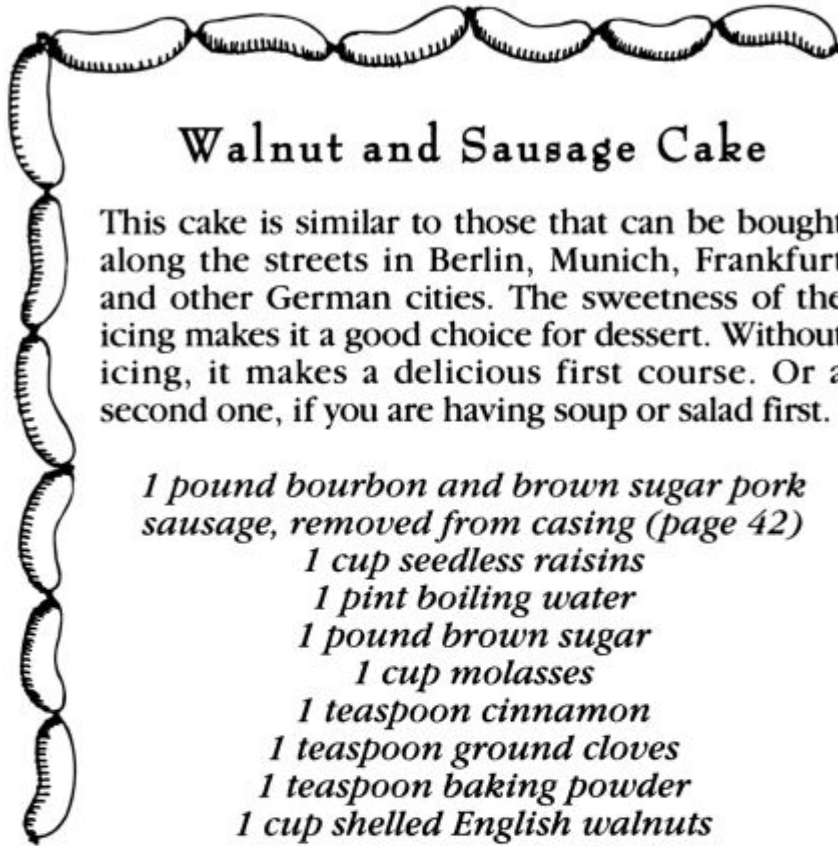 Walnut and Sausage Cake
This cake is similar to those that can be bought
along the streets in Berlin, Munich, Frankfurt
and other German cities. The sweetness of the
icing makes it a good choice for dessert. Without
icing, it makes a delicious first course. Or a
second one, if you are having soup or salad first.
1 pound bourbon and brown sugar pork
sausage, removed from casing (page 42)
1 cup seedless raisins
1 pint boiling water
1 pound brown sugar
1 cup molasses
1 teaspoon cinnamon
1 teaspoon ground cloves
1 teaspoon baking powder
1 cup shelled English walnuts